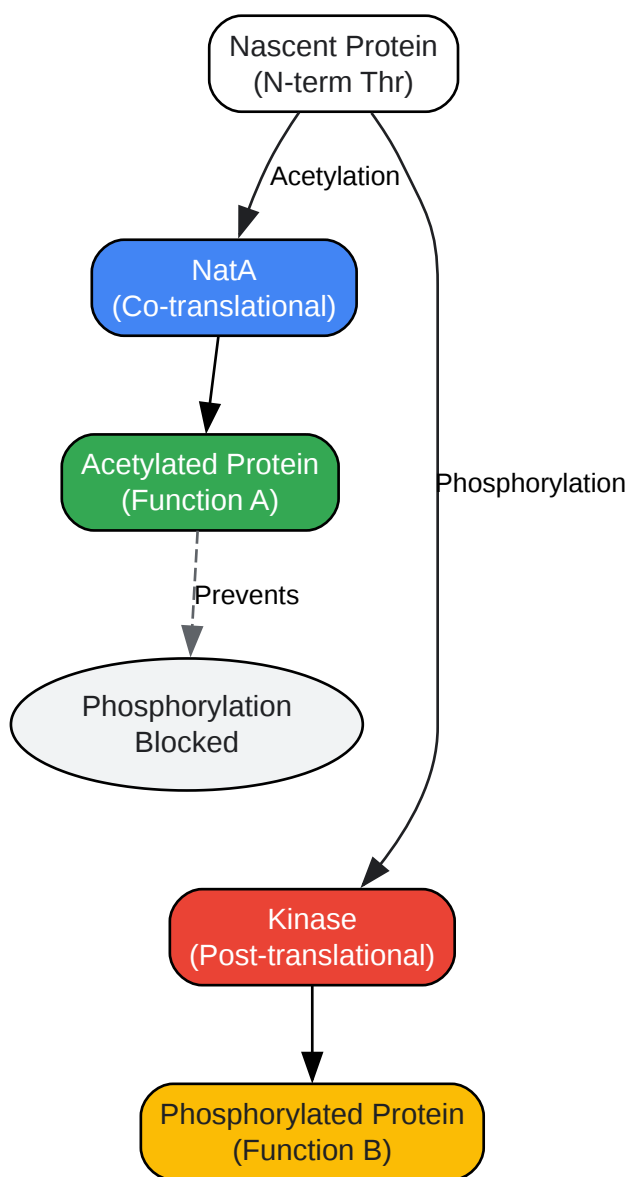 Nascent Protein
(N-term Thr)
Acetylation
NatA
(Co-translational)
Acetylated Protein
(Function A)
Phosphorylation
Prevents
Phosphorylation
Blocked
Kinase
(Post-translational)
Phosphorylated Protein
(Function B)